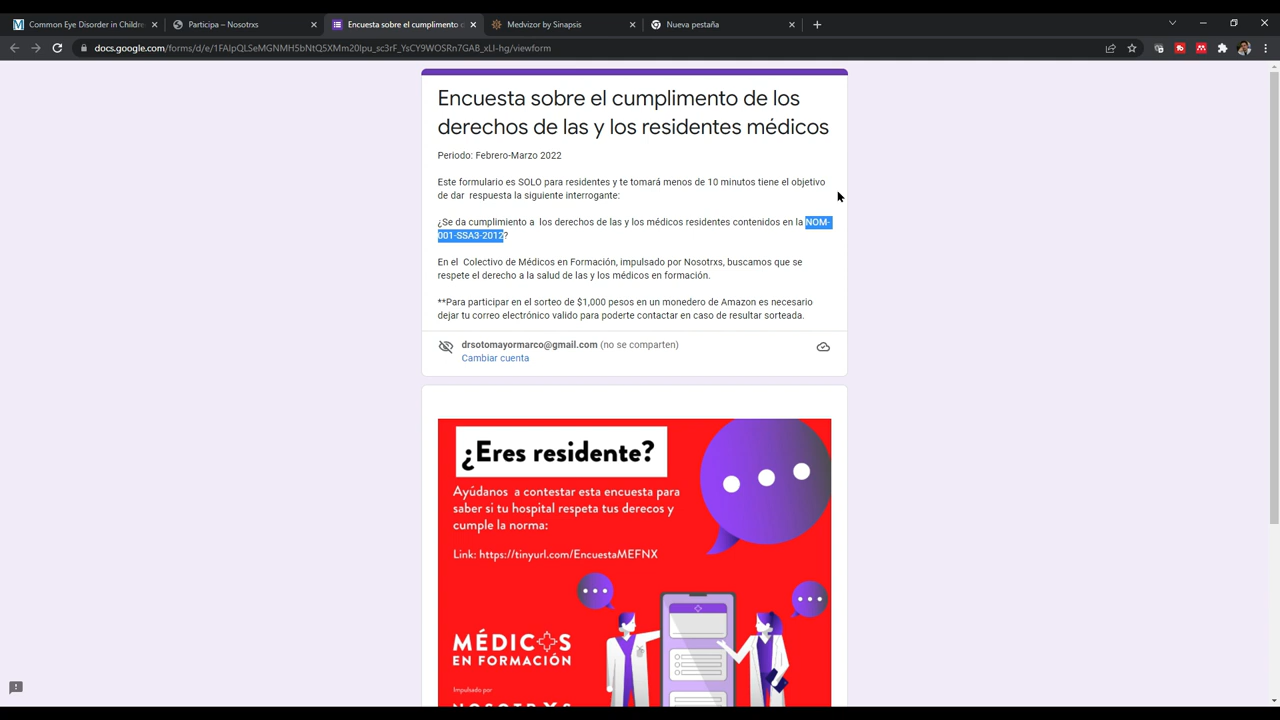 Common Eye Disorder in Childre
Participa – Nosotrxs
Encuesta sobre el cumplimento d
Medvizor by Sinapsis
Nueva pestaña
docs.google.com/forms/d/e/1FAIpQLSeMGNMH5bNtQ5XMm20lpu_sc3rF_YsCY9WOSRn7GAB_xLI-hg/viewform
Encuesta sobre el cumplimento de los
derechos de las y los residentes médicos
Periodo: Febrero-Marzo 2022
Este formulario es SOLO para residentes y te tomará menos de 10 minutos tiene el objetivo
de dar respuesta la siguiente interrogante:
¿Se da cumplimiento a los derechos de las y los médicos residentes contenidos en la NOM-
001-SSA3-2012?
En el Colectivo de Médicos en Formación, impulsado por Nosotrxs, buscamos que se
respete el derecho a la salud de las y los médicos en formación.
**Para participar en el sorteo de $1,000 pesos en un monedero de Amazon es necesario
dejar tu correo electrónico valido para poderte contactar en caso de resultar sorteada.
drsotomayormarco@gmail.com (no se comparten)
Cambiar cuenta
¿Eres residente?
Ayúdanos a contestar esta encuesta para
saber si tu hospital respeta tus derecos y
cumple la norma:
Link: https://tinyurl.com/EncuestaMEFNX
MÉDICOS
EN FORMACIÓN
Impulsado por
NOSOTRXS